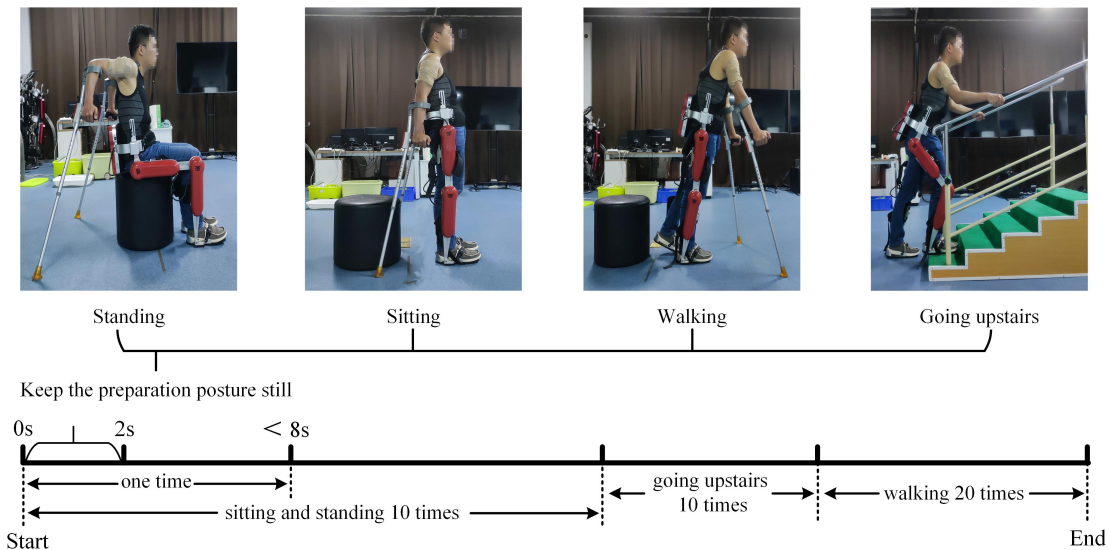 Standing
Sitting
Walking
Going upstairs
Keep the preparation posture still
0s
2s
< 8s
one time
sitting and standing 10 times
going upstairs
10 times
walking 20 times
Start
End